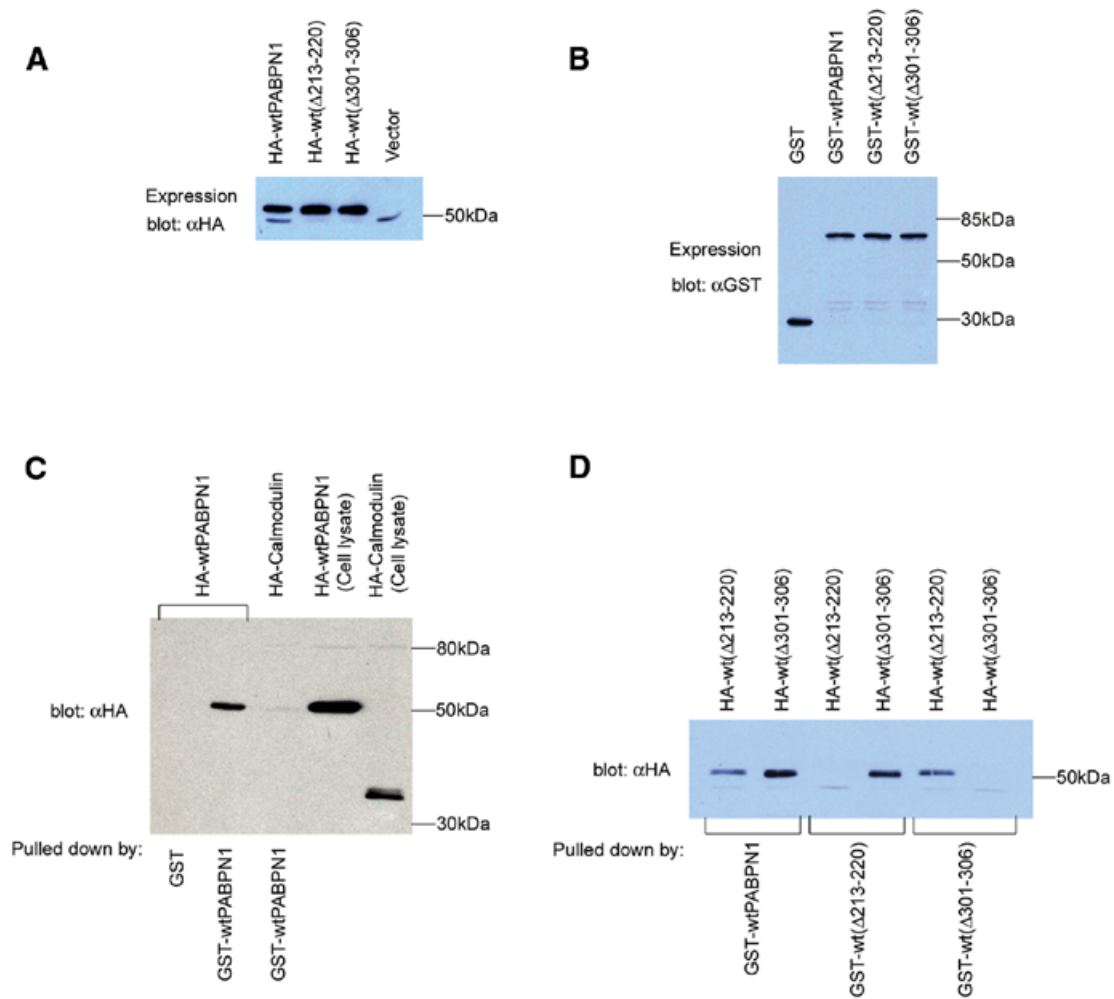 A
HA-wtPABPN1
HA-wt(Δ213-220)
HA-wt(Δ301-306)
Vector
Expression
blot: αHA
50kDa
B
GST
GST-wtPABPN1
GST-wt(Δ213-220)
GST-wt(Δ301-306)
Expression
blot: αGST
85kDa
50kDa
30kDa
C
HA-wtPABPN1
HA-Calmodulin
HA-wtPABPN1
(Cell lysate)
HA-Calmodulin
(Cell lysate)
blot: αHA
80kDa
50kDa
30kDa
Pulled down by:
GST
GST-wtPABPN1
GST-wtPABPN1
D
HA-wt(Δ213-220)
HA-wt(Δ301-306)
HA-wt(Δ213-220)
HA-wt(Δ301-306)
HA-wt(Δ213-220)
HA-wt(Δ301-306)
blot: αHA
50kDa
Pulled down by:
GST-wtPABPN1
GST-wt(Δ213-220)
GST-wt(Δ301-306)